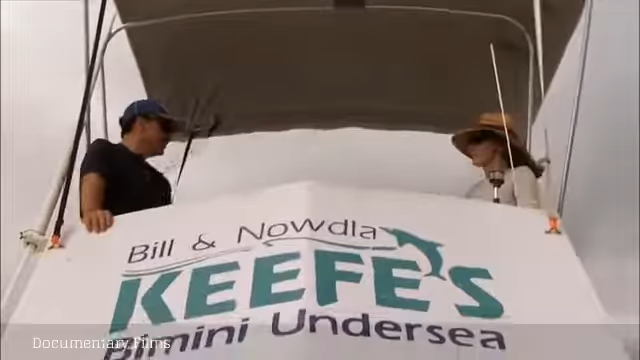 Bill & Nowdla
KEEFE'S
Bimini Undersea
Documentary Films